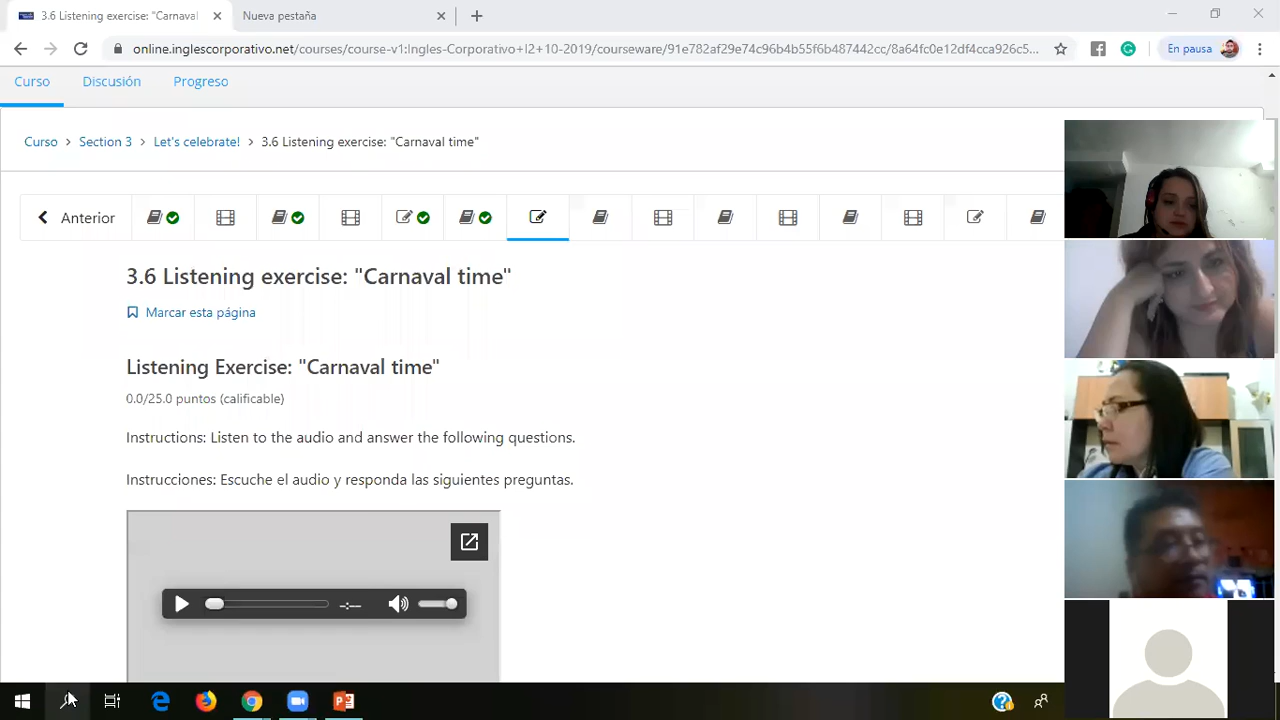 3.6 Listening exercise: "Carnaval
Nueva pestaña
online.inglescorporativo.net/courses/course-v1:Ingles-Corporativo+I2+10-2019/courseware/91e782af29e74c96b4b55f6b487442cc/8a64fc0e12df4cca926c5...
En pausa
Curso
Discusión
Progreso
Curso > Section 3 > Let's celebrate! > 3.6 Listening exercise: "Carnaval time"
Anterior
3.6 Listening exercise: "Carnaval time"
Marcar esta página
Listening Exercise: "Carnaval time"
0.0/25.0 puntos (calificable)
Instructions: Listen to the audio and answer the following questions.
Instrucciones: Escuche el audio y responda las siguientes preguntas.
-:--